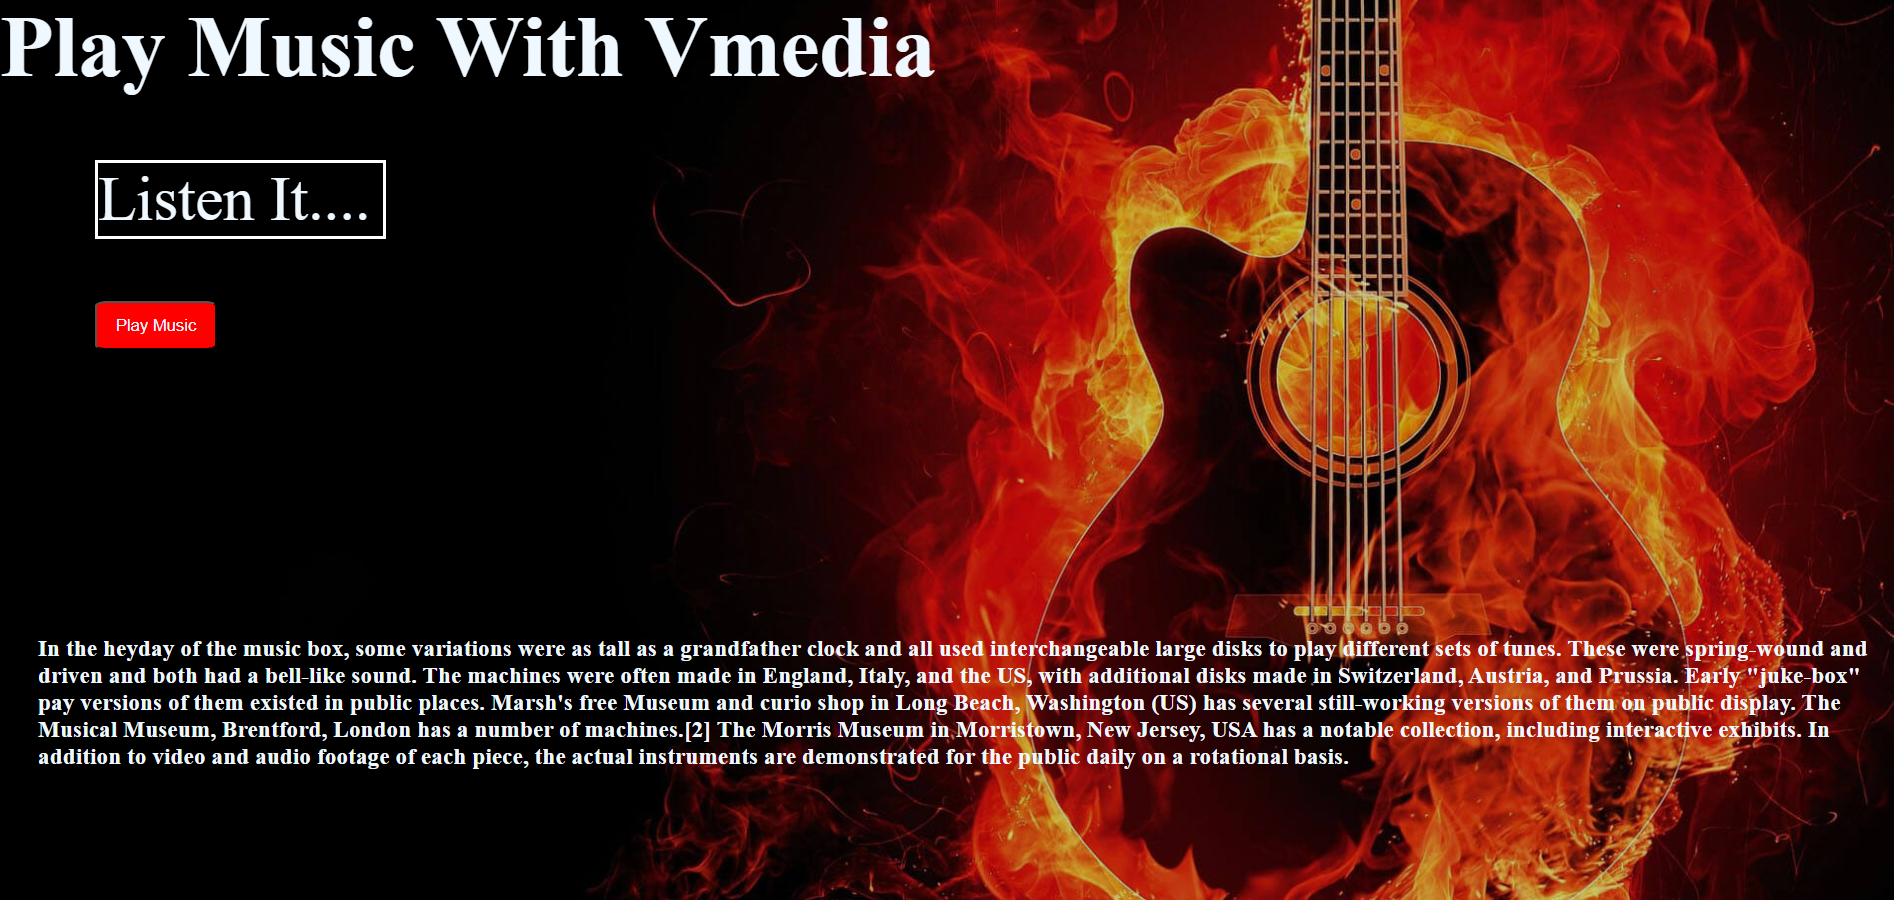 Play Music With Vmedia
Listen It....
Play Music
In the heyday of the music box, some variations were as tall as a grandfather clock and all used interchangeable large disks to play different sets of tunes. These were spring-wound and
driven and both had a bell-like sound. The machines were often made in England, Italy, and the US, with additional disks made in Switzerland, Austria, and Prussia. Early "juke-box"
pay versions of them existed in public places. Marsh's free Museum and curio shop in Long Beach, Washington (US) has several still-working versions of them on public display. The
Musical Museum, Brentford, London has a number of machines.[2] The Morris Museum in Morristown, New Jersey, USA has a notable collection, including interactive exhibits. In
addition to video and audio footage of each piece, the actual instruments are demonstrated for the public daily on a rotational basis.